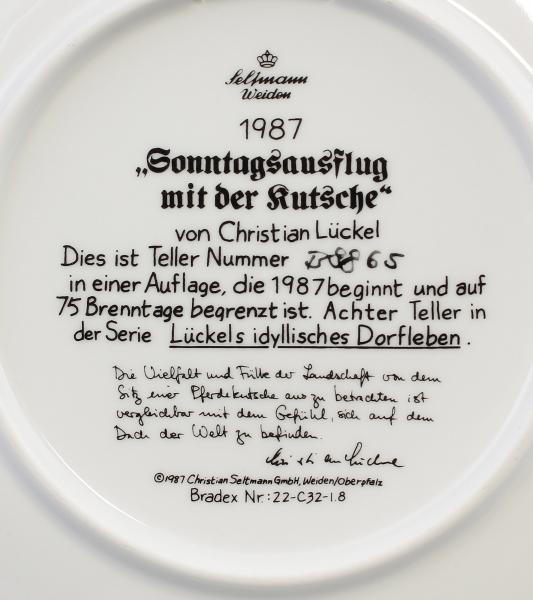 Seltmann
Weiden
1987
„Sonntagsausflug
mit der Kutsche“
von Christian Lückel
Dies ist Teller Nummer
in einer Auflage, die 1987 beginnt und auf
75 Brenntage begrenzt ist. Achter Teller in
der Serie Lückels idyllisches Dorfleben.
Die Vielfalt und Fülle der Landschaft von dem
Sitz einer Pferdekutsche aus zu betrachten ist
vergleichbar mit dem Gefühl, sich auf dem
Dach der Welt zu befinden.
©1987 Christian Seltmann GmbH, Weiden/Oberpfalz
Bradex Nr.: 22-C32-1.8